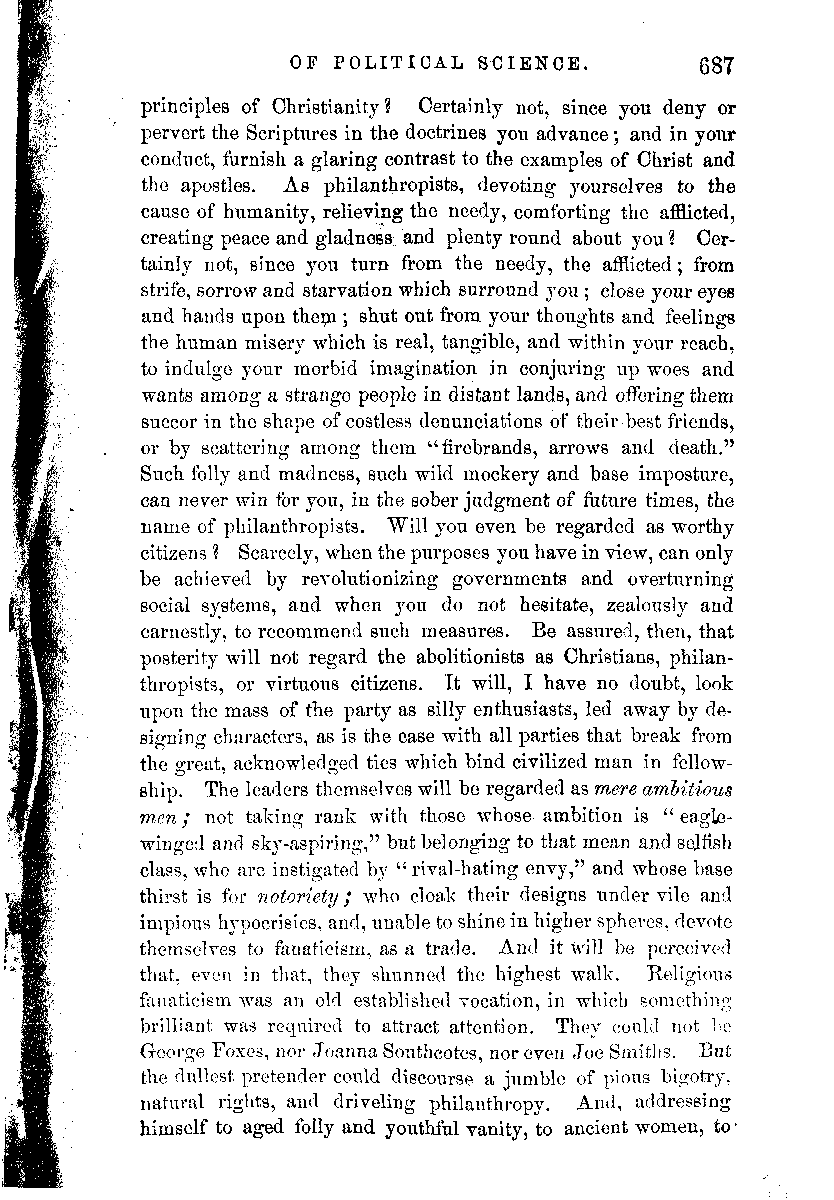 OF POLITICAL SCIENCE. 687
principles of Christianity? Certainly not, since you deny or
pervert the Scriptures in the doctrines you advance; and in your
conduct, furnish a glaring contrast to the examples of Christ and
the apostles. As philanthropists, devoting yourselves to the
cause of humanity, relieving the needy, comforting the afflicted,
creating peace and gladness and plenty round about you? Cer-
tainly not, since you turn from the needy, the afflicted; from
strife, sorrow and starvation which surround you; close your eyes
and hands upon them; shut out from your thoughts and feelings
the human misery which is real, tangible, and within your reach,
to indulge your morbid imagination in conjuring up woes and
wants among a strange people in distant lands, and offering them
succor in the shape of costless denunciations of their best friends,
or by scattering among them "firebrands, arrows and death."
Such folly and madness, such wild mockery and base imposture,
can never win for you, in the sober judgment of future times, the
name of philanthropists. Will you even be regarded as worthy
citizens? Scarcely, when the purposes you have in view, can only
be achieved by revolutionizing governments and overturning
social systems, and when you do not hesitate, zealously and
earnestly, to recommend such measures. Be assured, then, that
posterity will not regard the abolitionists as Christians, philan-
thropists, or virtuous citizens. It will, I have no doubt, look
upon the mass of the party as silly enthusiasts, led away by de-
signing characters, as is the case with all parties that break from
the great, acknowledged ties which bind civilized man in fellow-
ship. The leaders themselves will be regarded as mere ambitious
men; not taking rank with those whose ambition is "eagle-
winged and sky-aspiring," but belonging to that mean and selfish
class, who are instigated by "rival-hating envy," and whose base
thirst is for notoriety; who cloak their designs under vile and
impious hypocrisies, and, unable to shine in higher spheres, devote
themselves to fanaticism, as a trade. And it will be perceived
that, even in that, they shunned the highest walk. Religious
fanaticism was an old established vocation, in which something
brilliant was required to attract attention. They could not be
George Foxes, nor Joanna Southcotes, nor even Joe Smiths. But
the dullest pretender could discourse a jumble of pious bigotry,
natural rights, and driveling philanthropy. And, addressing
himself to aged folly and youthful vanity, to ancient women, to